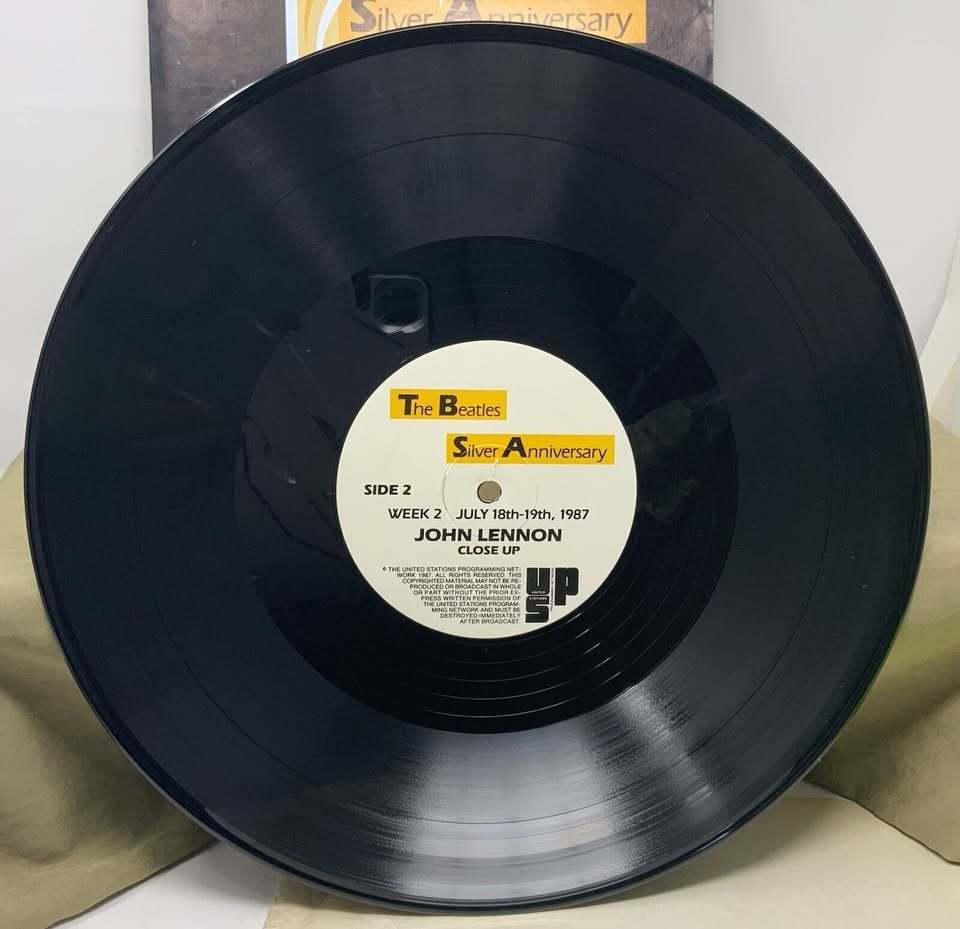 Silver Anniversary
The Beatles
Silver Anniversary
SIDE 2
WEEK 2 JULY 18th-19th, 1987
JOHN LENNON
CLOSE UP
© THE UNITED STATIONS PROGRAMMING NET-
WORK 1987. ALL RIGHTS RESERVED. THIS
COPYRIGHTED MATERIAL MAY NOT BE RE-
PRODUCED OR BROADCAST IN WHOLE
OR PART WITHOUT THE PRIOR EX-
PRESS WRITTEN PERMISSION OF
THE UNITED STATIONS PROGRAM-
MING NETWORK AND MUST BE
DESTROYED IMMEDIATELY
AFTER BROADCAST.
UP
UNITED
STATIONS
S